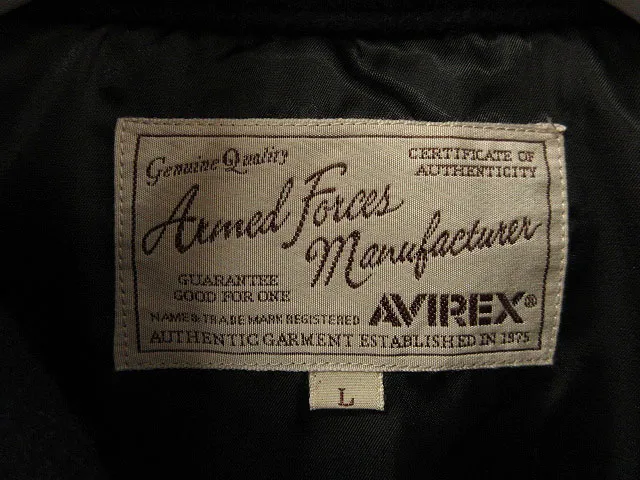 Genuine Quality
CERTIFICATE OF
AUTHENTICITY
Armed Forces
Manufacturer
GUARANTEE
GOOD FOR ONE
NAME & TRADE MARK REGISTERED
AVIREX®
AUTHENTIC GARMENT ESTABLISHED IN 1975
L